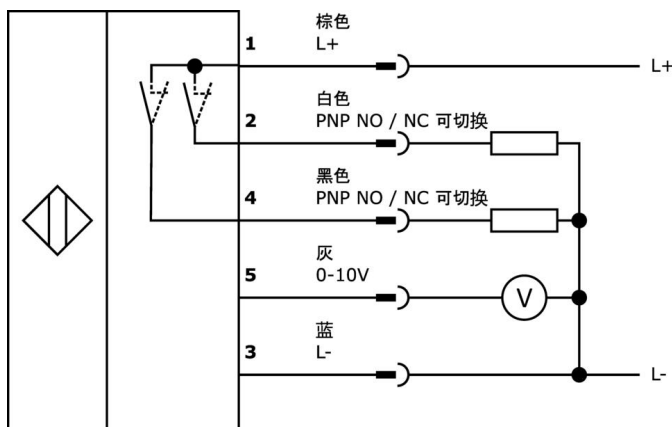 棕色
1 L+ L+
白色
2 PNP NO / NC 可切换
黑色
4 PNP NO / NC 可切换
灰
5 0-10V
V
蓝
3 L- L-